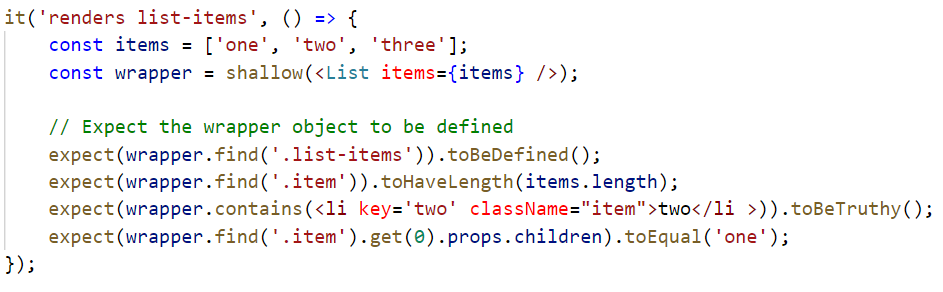 it('renders list-items', () => {
    const items = ['one', 'two', 'three'];
    const wrapper = shallow(<List items={items} />);

    // Expect the wrapper object to be defined
    expect(wrapper.find('.list-items')).toBeDefined();
    expect(wrapper.find('.item')).toHaveLength(items.length);
    expect(wrapper.contains(<li key='two' className="item">two</li >)).toBeTruthy();
    expect(wrapper.find('.item').get(0).props.children).toEqual('one');
});